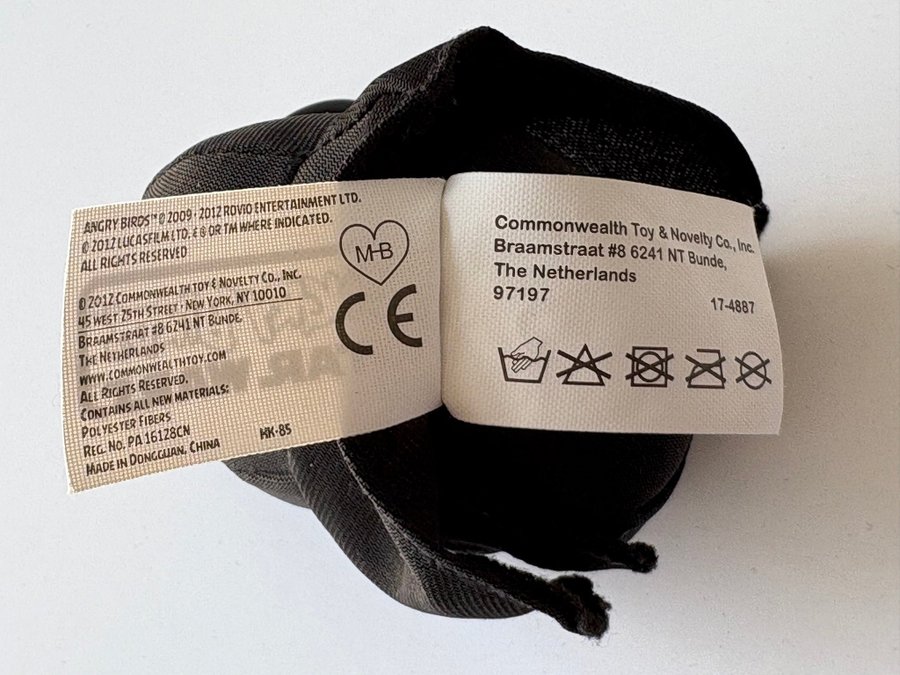 ANGRY BIRDS™ © 2009 - 2012 ROVIO ENTERTAINMENT LTD.
© 2012 LUCASFILM LTD. & ® OR TM WHERE INDICATED.
ALL RIGHTS RESERVED
© 2012 COMMONWEALTH TOY & NOVELTY CO., INC.
45 WEST 25TH STREET · NEW YORK, NY 10010
BRAAMSTRAAT #8 6241 NT BUNDE,
THE NETHERLANDS
WWW.COMMONWEALTHTOY.COM
ALL RIGHTS RESERVED.
CONTAINS ALL NEW MATERIALS:
POLYESTER FIBERS
REG. NO. PA 16128CN
MADE IN DONGGUAN, CHINA
HK-85
MHB
CE
Commonwealth Toy & Novelty Co., Inc.
Braamstraat #8 6241 NT Bunde,
The Netherlands
97197
17-4887